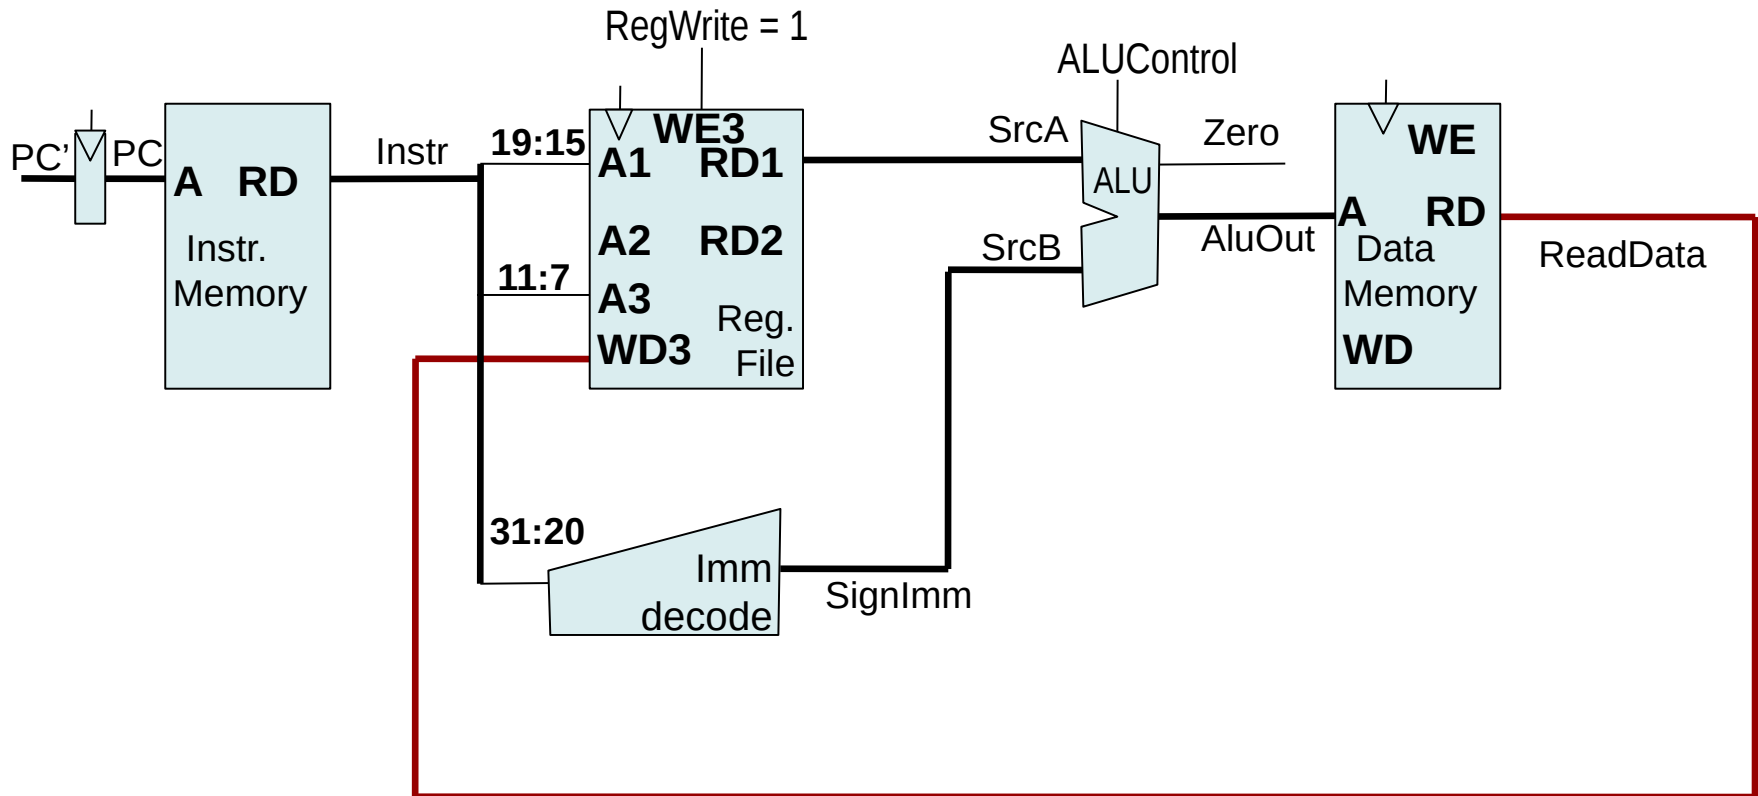 RegWrite = 1
ALUControl
PC’
PC
A RD
Instr.
Memory
Instr
19:15
11:7
31:20
WE3
A1 RD1
A2 RD2
A3
WD3
Reg.
File
Imm
decode
SignImm
SrcA
SrcB
ALU
Zero
AluOut
WE
A RD
Data
Memory
WD
ReadData